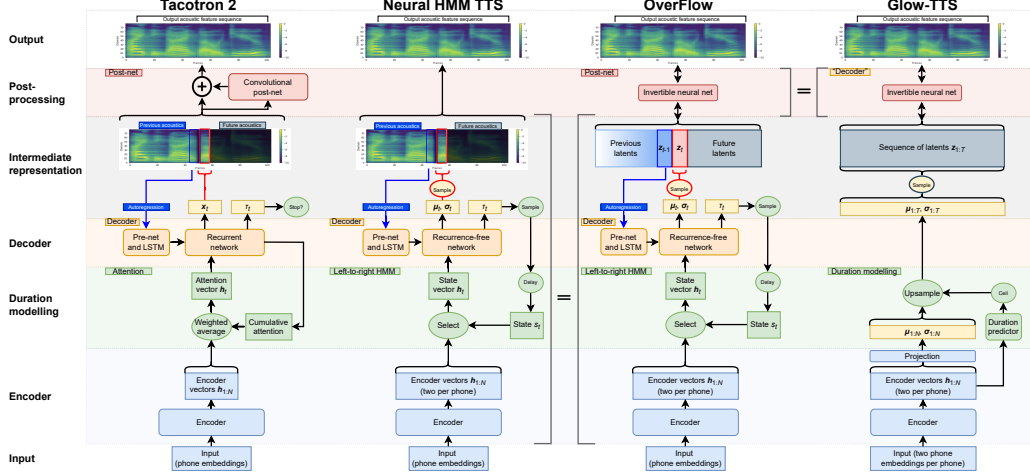 Tacotron 2
Neural HMM TTS
OverFlow
Glow-TTS
Output
Output acoustic feature sequence
Output acoustic feature sequence
Output acoustic feature sequence
Output acoustic feature sequence
Post-processing
Post-net
Convolutional
post-net
Post-net
Invertible neural net
=
"Decoder"
Invertible neural net
Intermediate
representation
Previous acoustics
Future acoustics
Previous acoustics
Future acoustics
Previous
latents
z_{t-1}
z_t
Future
latents
Sequence of latents z_{1:T}
Sample
Sample
Sample
Autoregression
x_t
τ_t
Stop?
Autoregression
μ_t, σ_t
τ_t
Sample
Autoregression
μ_t, σ_t
τ_t
Sample
μ_{1:T}, σ_{1:T}
Decoder
Decoder
Pre-net
and LSTM
Recurrent
network
Decoder
Pre-net
and LSTM
Recurrence-free
network
Decoder
Pre-net
and LSTM
Recurrence-free
network
Duration
modelling
Attention
Attention
vector h_t
Weighted
average
Cumulative
attention
Left-to-right HMM
State
vector h_t
Delay
Select
State s_t
=
Left-to-right HMM
State
vector h_t
Delay
Select
State s_t
Duration modelling
Upsample
Ceil
μ_{1:N}, σ_{1:N}
Duration
predictor
Projection
Encoder
Encoder
vectors h_{1:N}
Encoder
Encoder vectors h_{1:N}
(two per phone)
Encoder
Encoder vectors h_{1:N}
(two per phone)
Encoder
Encoder vectors h_{1:N}
(two per phone)
Encoder
Input
Input
(phone embeddings)
Input
(phone embeddings)
Input
(phone embeddings)
Input (two phone
embeddings per phone)